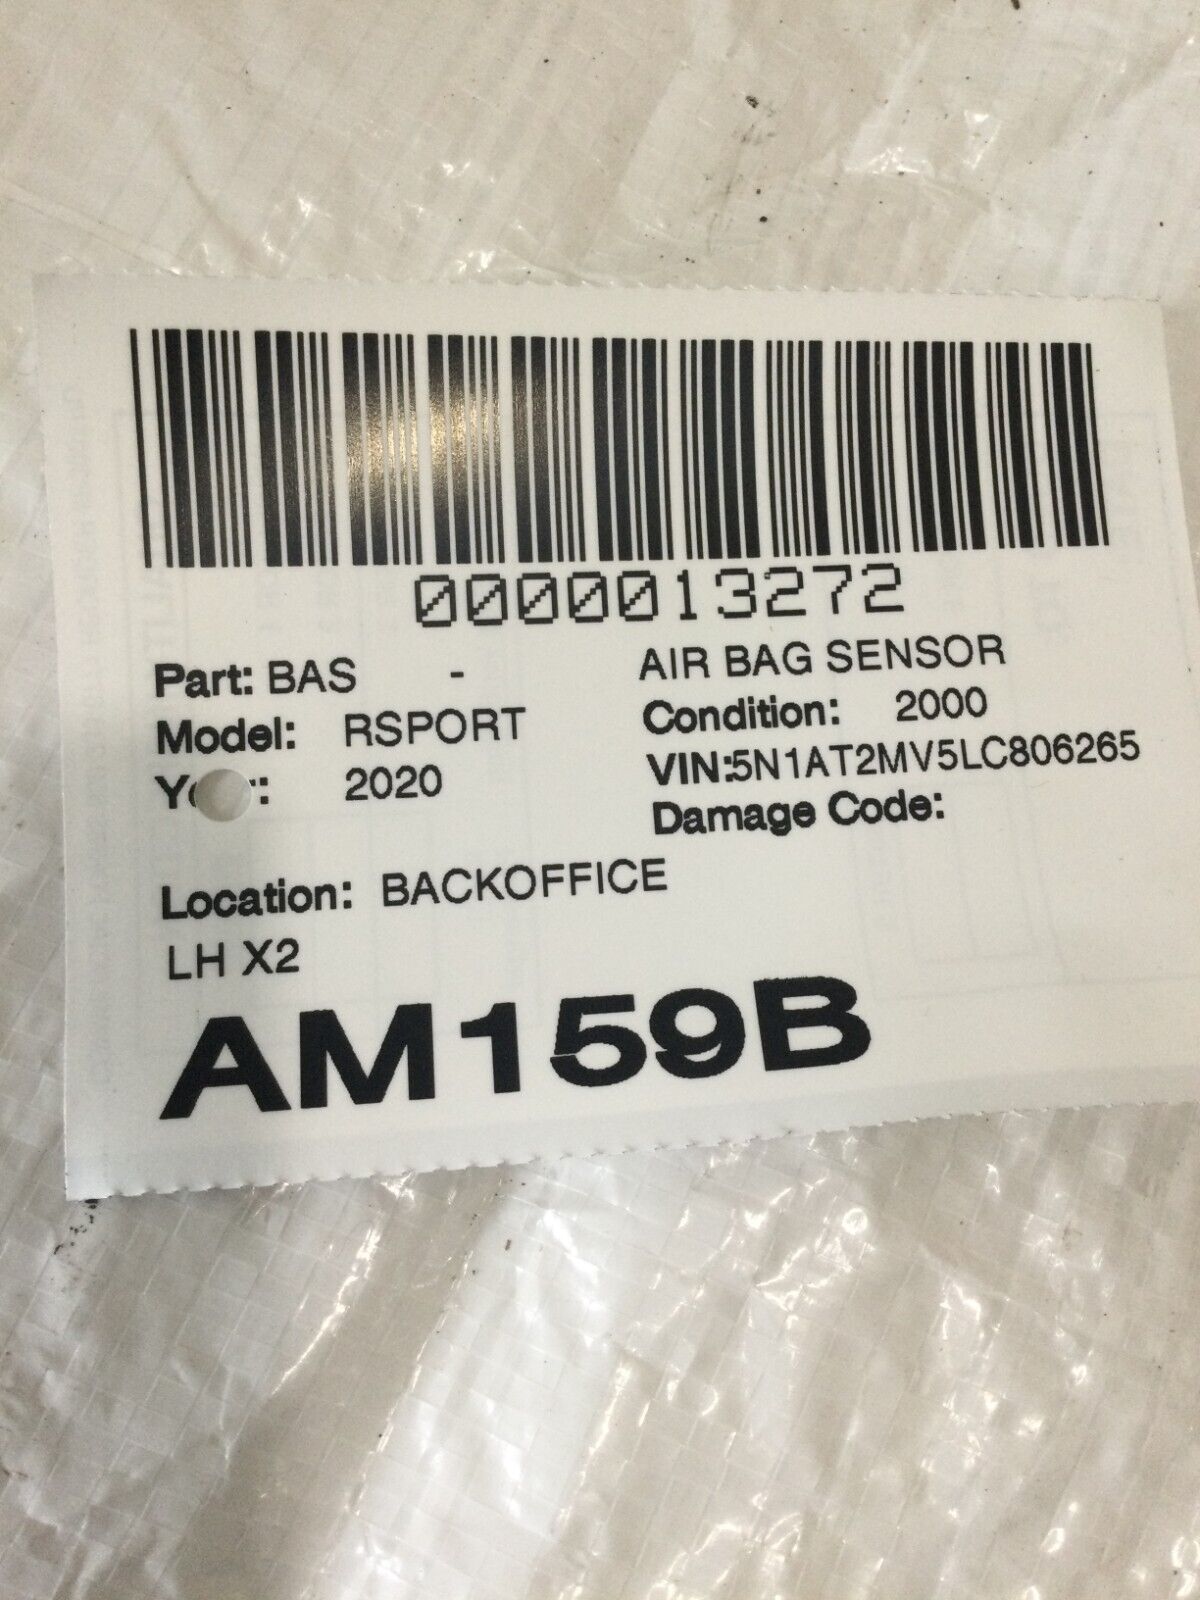 0000013272
Part: BAS - AIR BAG SENSOR
Model: RSPORT Condition: 2000
2020 VIN:5N1AT2MV5LC806265
Damage Code:
Location: BACKOFFICE
LH X2
AM159B